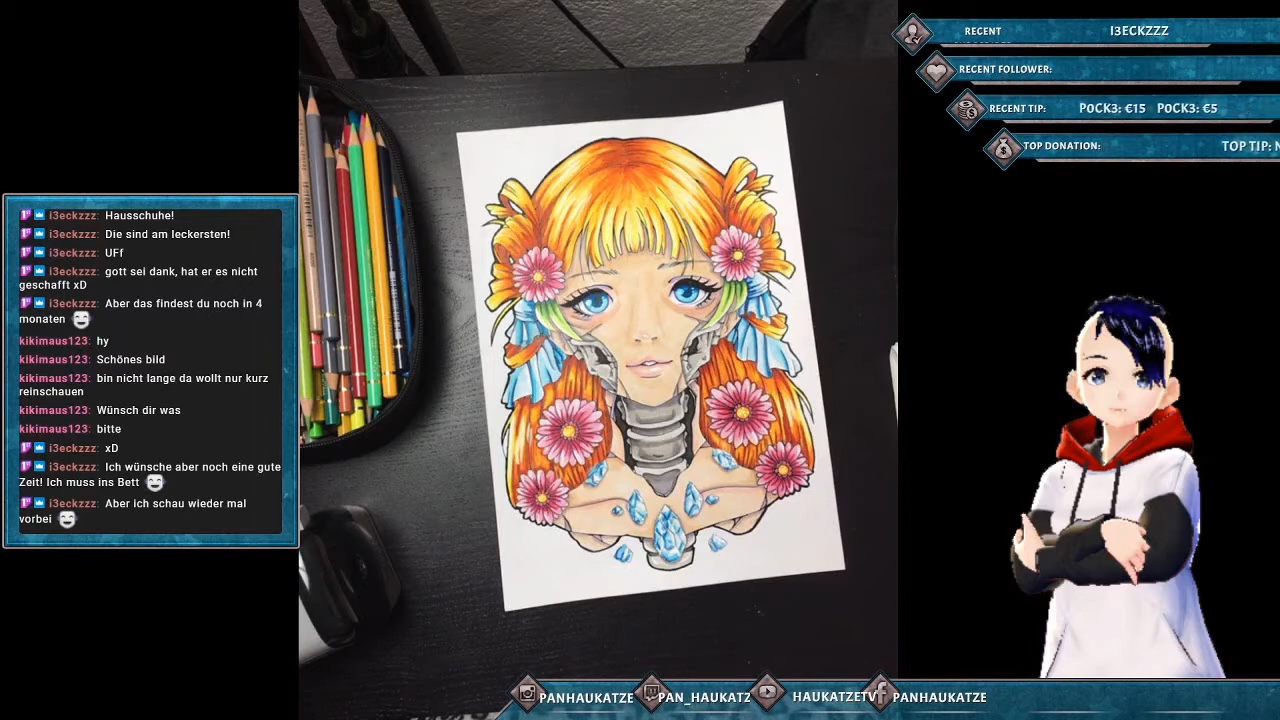 i3eckzzz: Hausschuhe!
i3eckzzz: Die sind am leckersten!
i3eckzzz: UFf
i3eckzzz: gott sei dank, hat er es nicht
geschafft xD
i3eckzzz: Aber das findest du noch in 4
monaten
kikimaus123: hy
kikimaus123: Schönes bild
kikimaus123: bin nicht lange da wollt nur kurz
reinschauen
kikimaus123: Wünsch dir was
kikimaus123: bitte
i3eckzzz: xD
i3eckzzz: Ich wünsche aber noch eine gute
Zeit! Ich muss ins Bett
i3eckzzz: Aber ich schau wieder mal
vorbei
RECENT I3ECKZZZ
RECENT FOLLOWER:
RECENT TIP: POCK3: €15 POCK3: €5
TOP DONATION: TOP TIP: N
PANHAUKATZE PAN_HAUKATZ HAUKATZETV PANHAUKATZE